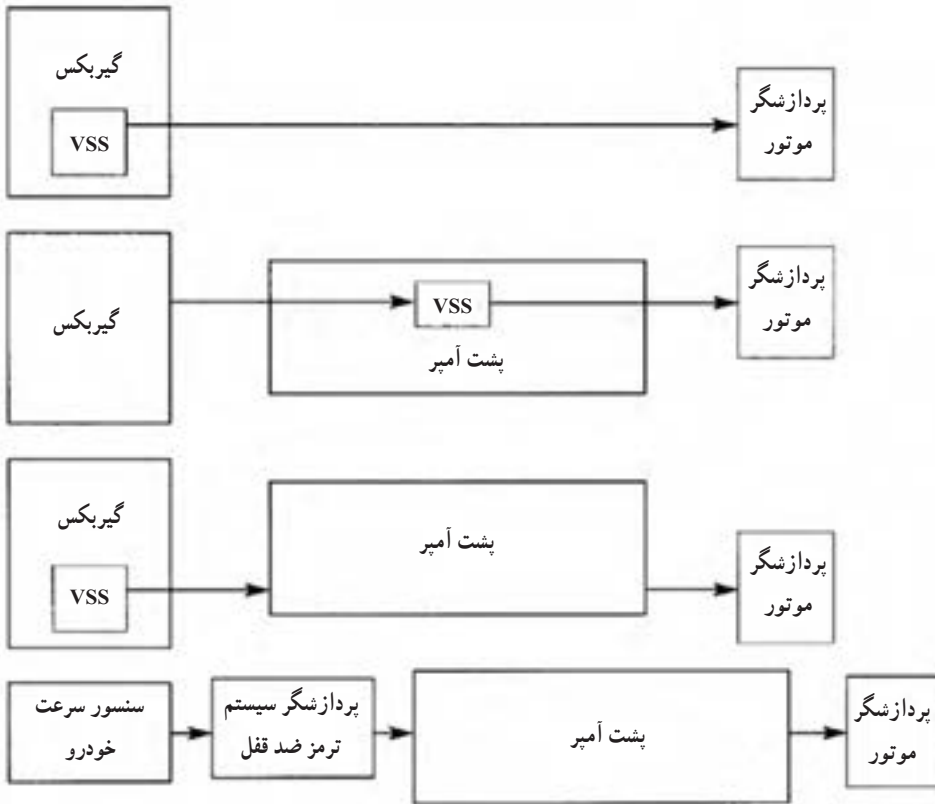 گیربکس
VSS
پردازشگر
موتور
گیربکس
VSS
پشت آمپر
پردازشگر
موتور
گیربکس
VSS
پشت آمپر
پردازشگر
موتور
سنسور سرعت
خودرو
پردازشگر سیستم
ترمز ضد قفل
پشت آمپر
پردازشگر
موتور